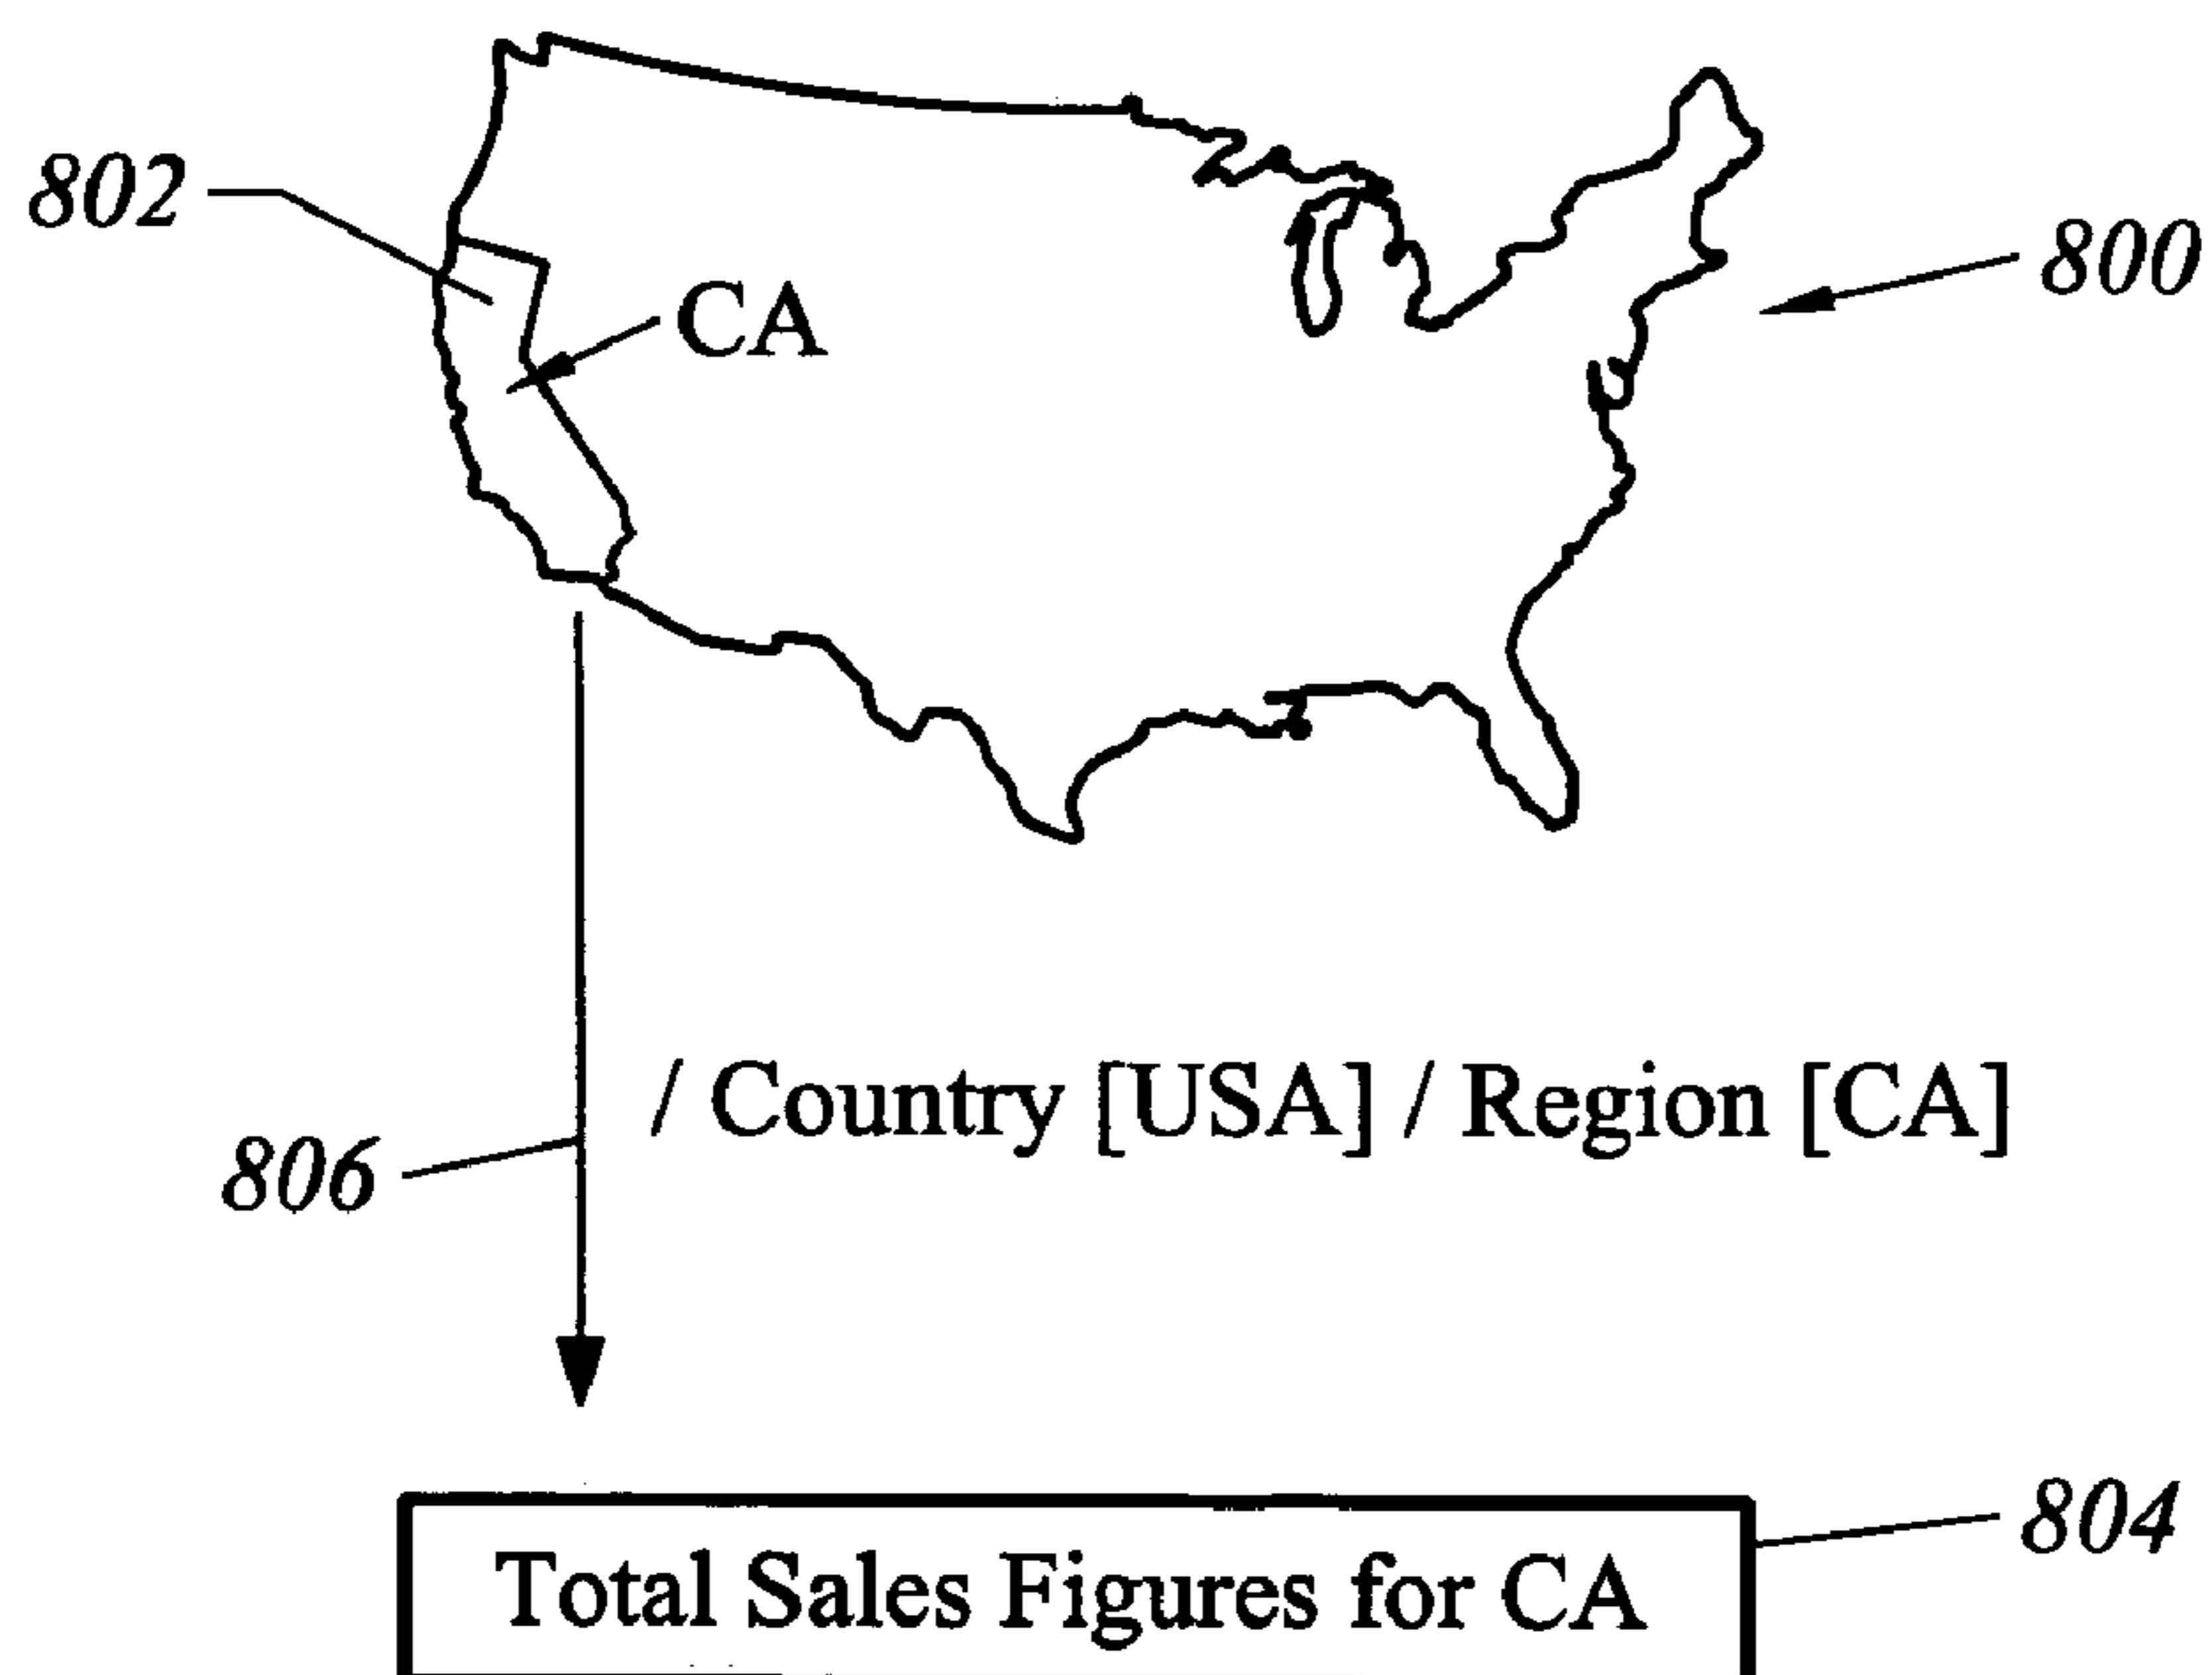 802
800
CA
/ Country [USA] / Region [CA]
806
804
Total Sales Figures for CA